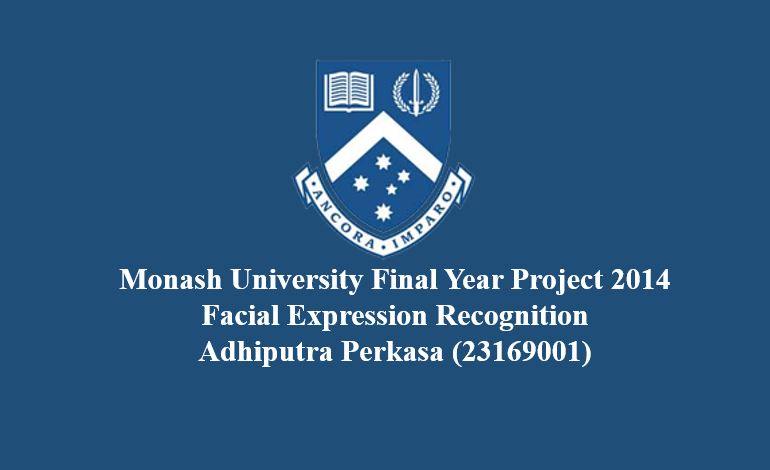 ANCORA IMPARO
Monash University Final Year Project 2014
Facial Expression Recognition
Adhiputra Perkasa (23169001)